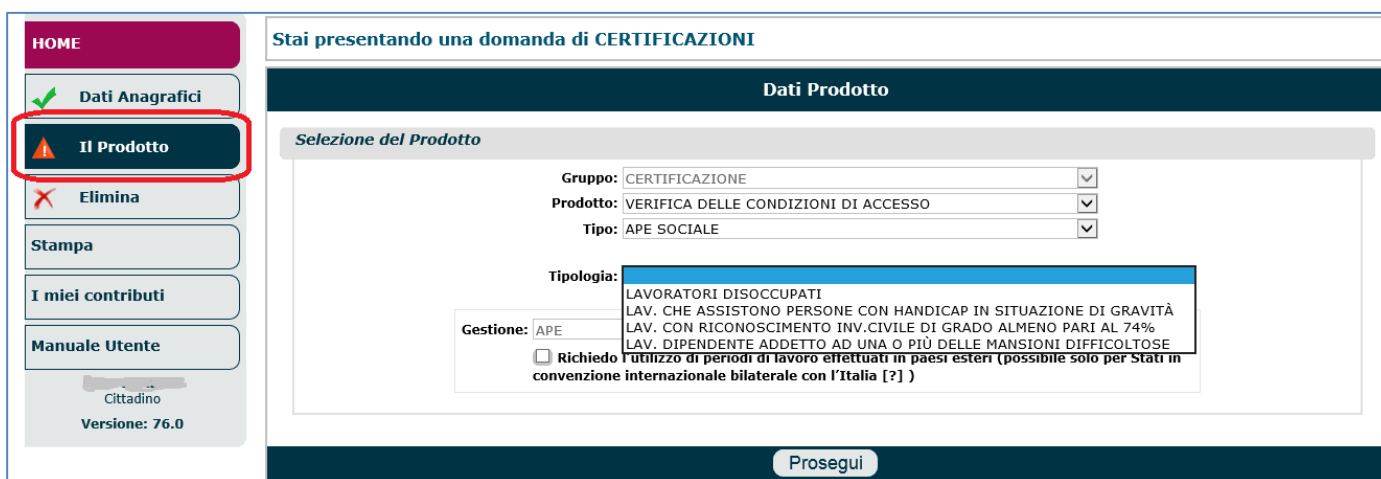 HOME
Dati Anagrafici
Il Prodotto
Elimina
Stampa
I miei contributi
Manuale Utente
Cittadino
Versione: 76.0
Stai presentando una domanda di CERTIFICAZIONI
Dati Prodotto
Selezione del Prodotto
Gruppo: CERTIFICAZIONE
Prodotto: VERIFICA DELLE CONDIZIONI DI ACCESSO
Tipo: APE SOCIALE
Tipologia:
LAVORATORI DISOCCUPATI
LAV. CHE ASSISTONO PERSONE CON HANDICAP IN SITUAZIONE DI GRAVITÀ
LAV. CON RICONOSCIMENTO INV.CIVILE DI GRADO ALMENO PARI AL 74%
LAV. DIPENDENTE ADDETTO AD UNA O PIÙ DELLE MANSIONI DIFFICOLTOSE
Gestione: APE
Richiedo l'utilizzo di periodi di lavoro effettuati in paesi esteri (possibile solo per Stati in
convenzione internazionale bilaterale con l'Italia [?] )
Prosegui